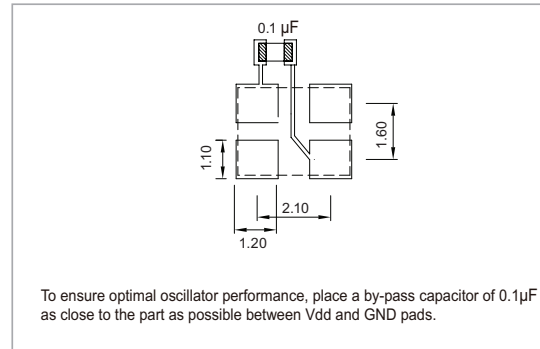 0.1 µF
1.10
1.60
2.10
1.20
To ensure optimal oscillator performance, place a by-pass capacitor of 0.1µF
as close to the part as possible between Vdd and GND pads.